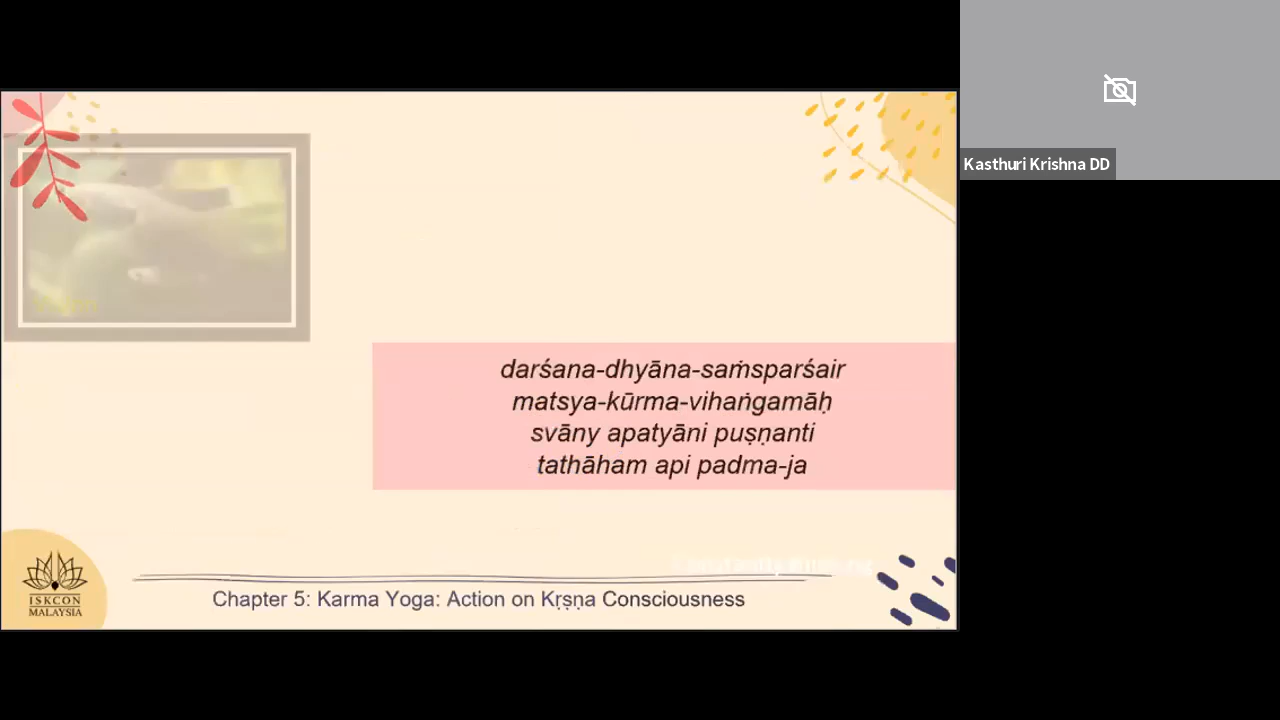 Kasthuri Krishna DD
darśana-dhyāna-saṁsparśair
matsya-kūrma-vihaṅgamāḥ
svāny apatyāni puṣṇanti
tathāham api padma-ja
ISKCON
MALAYSIA
Chapter 5: Karma Yoga: Action on Kṛṣṇa Consciousness